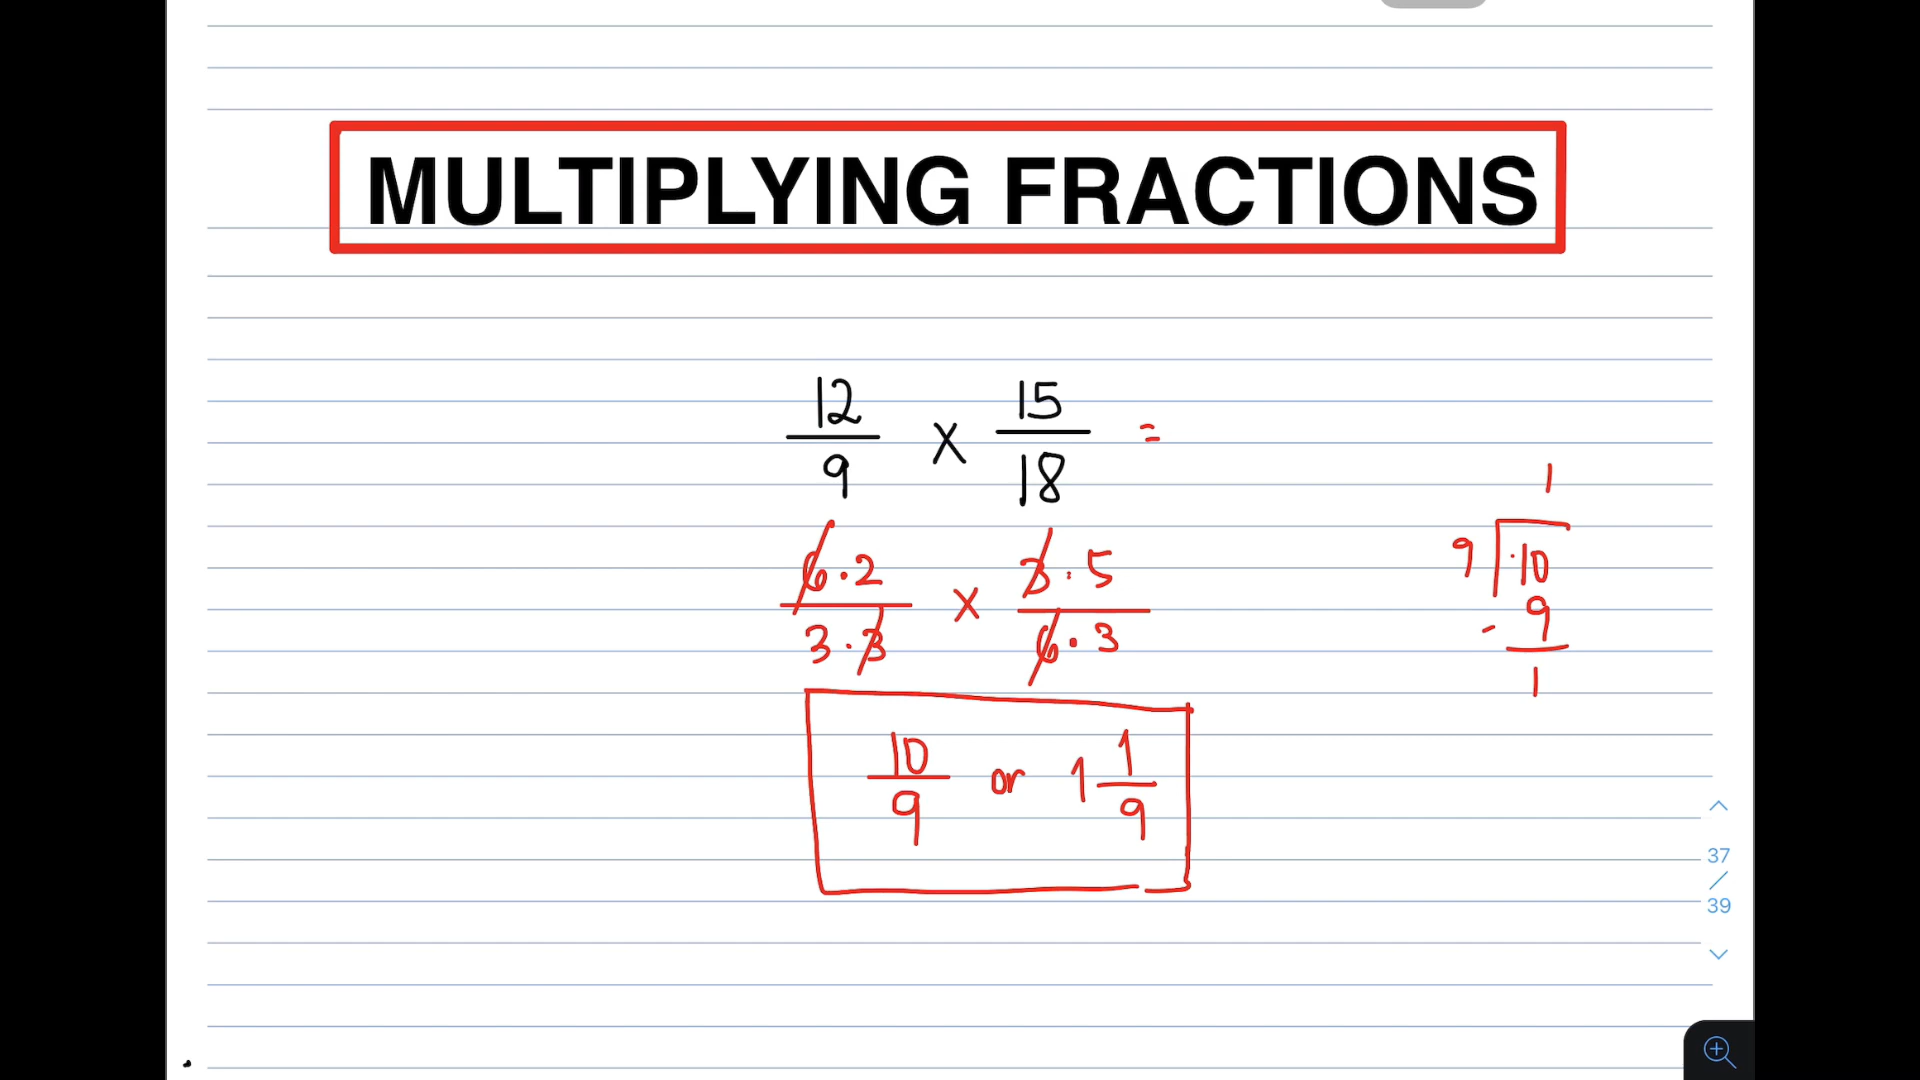 MULTIPLYING FRACTIONS
12/9 x 15/18 =
6·2/3·3 x 3·5/6·3
10/9 or 1 1/9
1
9 10
- 9
1
37
/
39